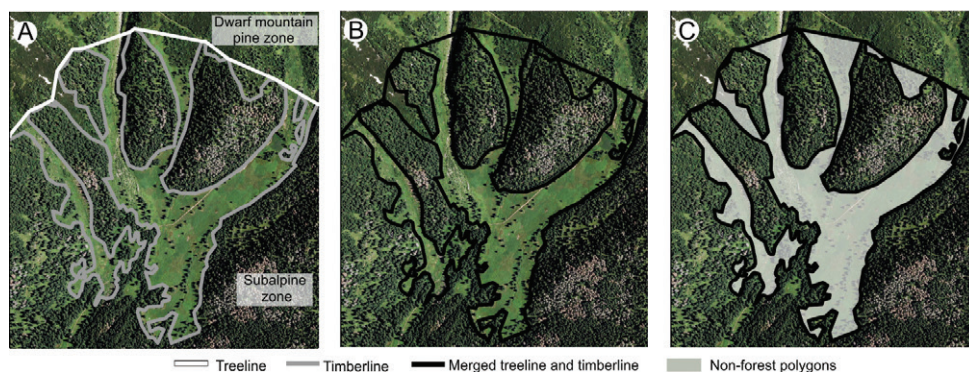 A
Dwarf mountain
pine zone
Subalpine
zone
B
C
Treeline
Timberline
Merged treeline and timberline
Non-forest polygons